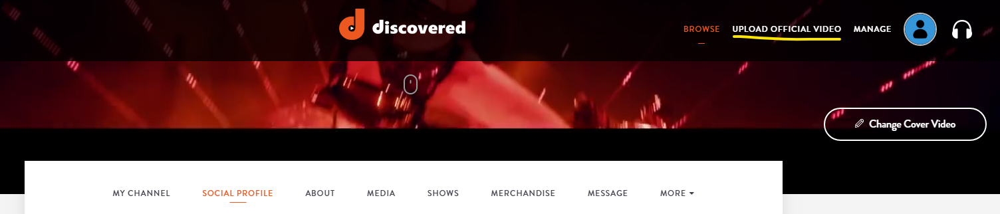 discovered
BROWSE UPLOAD OFFICIAL VIDEO MANAGE
Change Cover Video
MY CHANNEL SOCIAL PROFILE ABOUT MEDIA SHOWS MERCHANDISE MESSAGE MORE